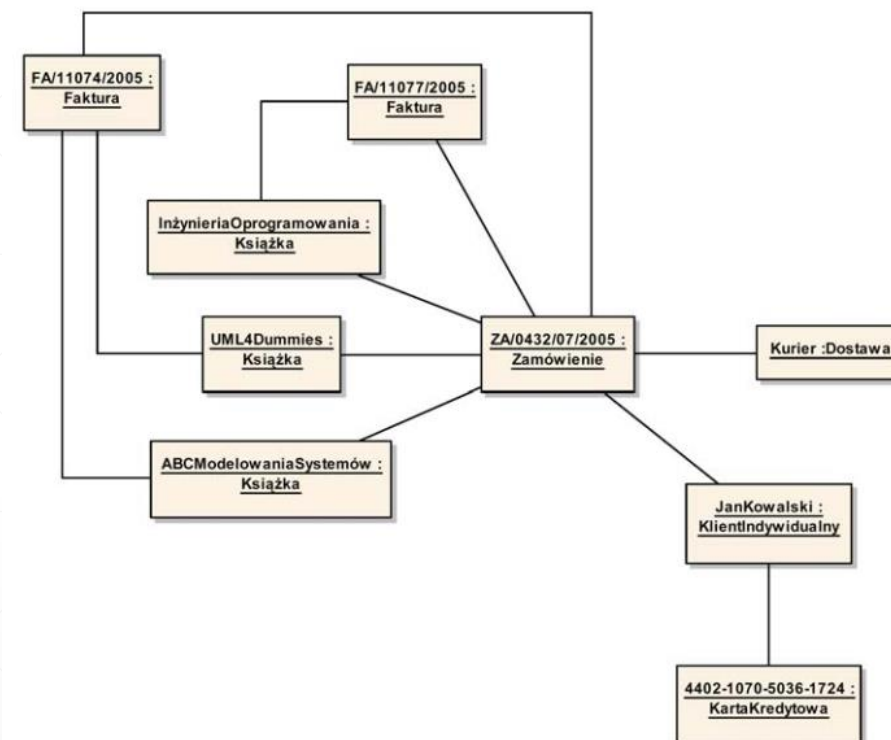 FA/11074/2005 :
Faktura
FA/11077/2005 :
Faktura
InżynieriaOprogramowania :
Książka
UML4Dummies :
Książka
ZA/0432/07/2005 :
Zamówienie
Kurier :Dostawa
ABCModelowaniaSystemów :
Książka
JanKowalski :
KlientIndywidualny
4402-1070-5036-1724 :
KartaKredytowa